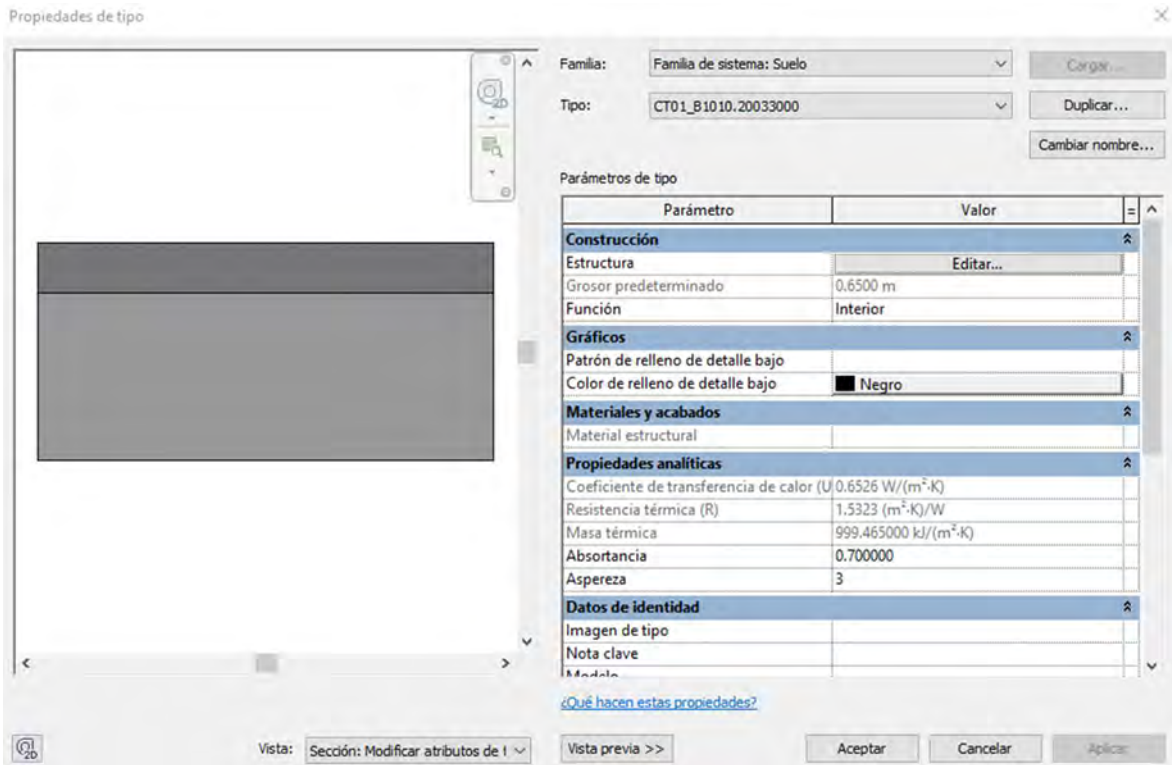 Propiedades de tipo
Familia: Familia de sistema: Suelo Cargar...
Tipo: CT01_B1010.20033000 Duplicar...
Cambiar nombre...
Parámetros de tipo
Parámetro Valor =
Construcción
Estructura Editar...
Grosor predeterminado 0.6500 m
Función Interior
Gráficos
Patrón de relleno de detalle bajo
Color de relleno de detalle bajo Negro
Materiales y acabados
Material estructural
Propiedades analíticas
Coeficiente de transferencia de calor (U 0.6526 W/(m²·K)
Resistencia térmica (R) 1.5323 (m²·K)/W
Masa térmica 999.465000 kJ/(m²·K)
Absortancia 0.700000
Aspereza 3
Datos de identidad
Imagen de tipo
Nota clave
Modelo
¿Qué hacen estas propiedades?
2D Vista: Sección: Modificar atributos de t Vista previa >> Aceptar Cancelar Aplicar
2D